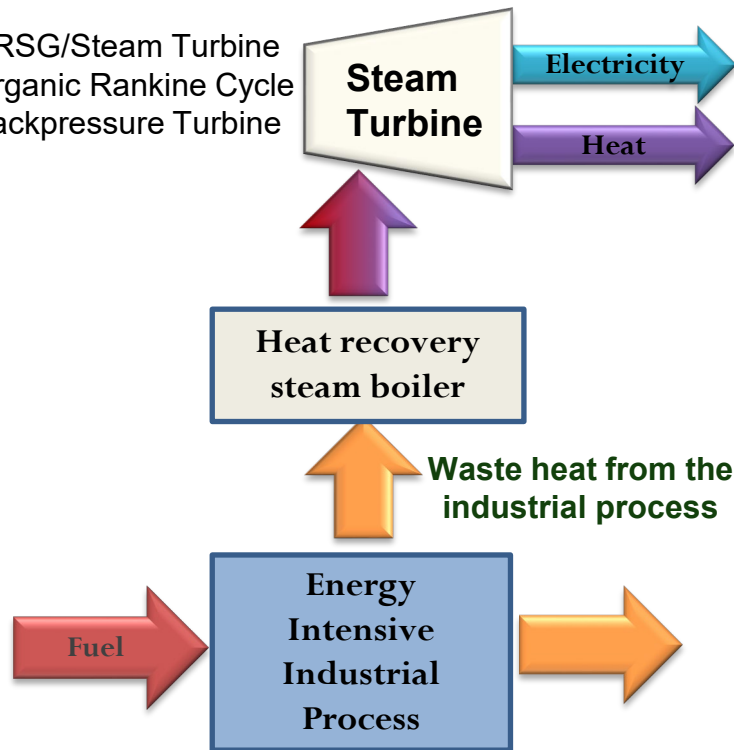 RSG/Steam Turbine
rganic Rankine Cycle
ackpressure Turbine
Steam
Turbine
Electricity
Heat
Heat recovery
steam boiler
Waste heat from the
industrial process
Energy
Intensive
Industrial
Process
Fuel